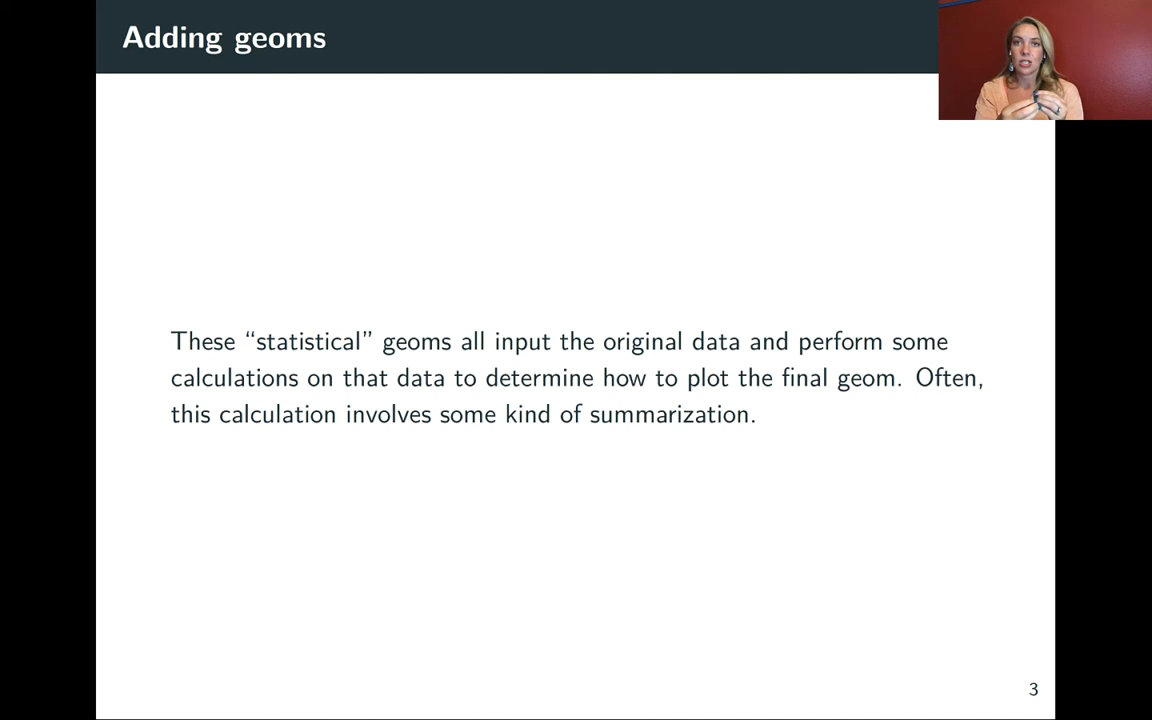 Adding geoms
These “statistical” geoms all input the original data and perform some
calculations on that data to determine how to plot the final geom. Often,
this calculation involves some kind of summarization.
3